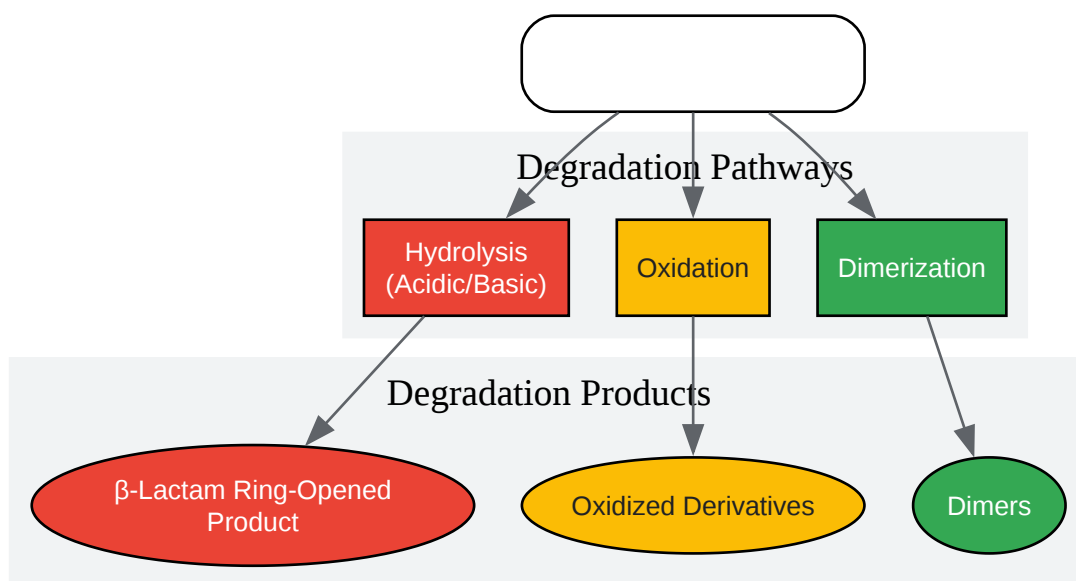 Degradation Pathways
Hydrolysis
(Acidic/Basic)
Oxidation
Dimerization
Degradation Products
β-Lactam Ring-Opened
Product
Oxidized Derivatives
Dimers